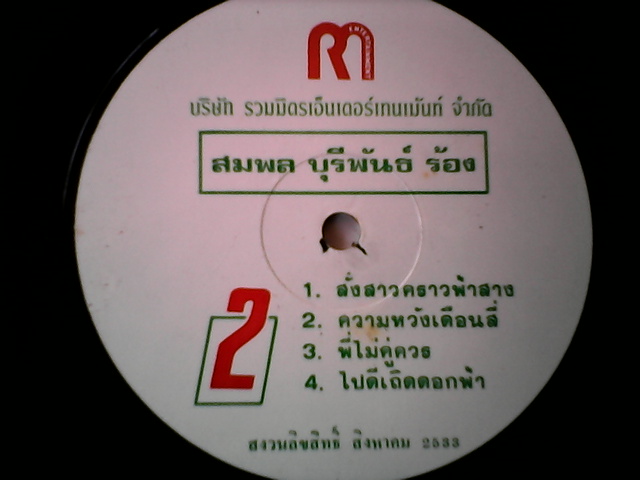 RM
ENTERTAINMENT
บริษัท รวมมิตรเอ็นเตอร์เทนเม้นท์ จำกัด
สมพล บุรีพันธ์ ร้อง
2
1. สั่งสาวคราวฟ้าสาง
2. ความหวังเดือนสี่
3. พี่ไม่คู่ควร
4. ไปดีเถิดดอกฟ้า
สงวนลิขสิทธิ์ สิงหาคม 2533